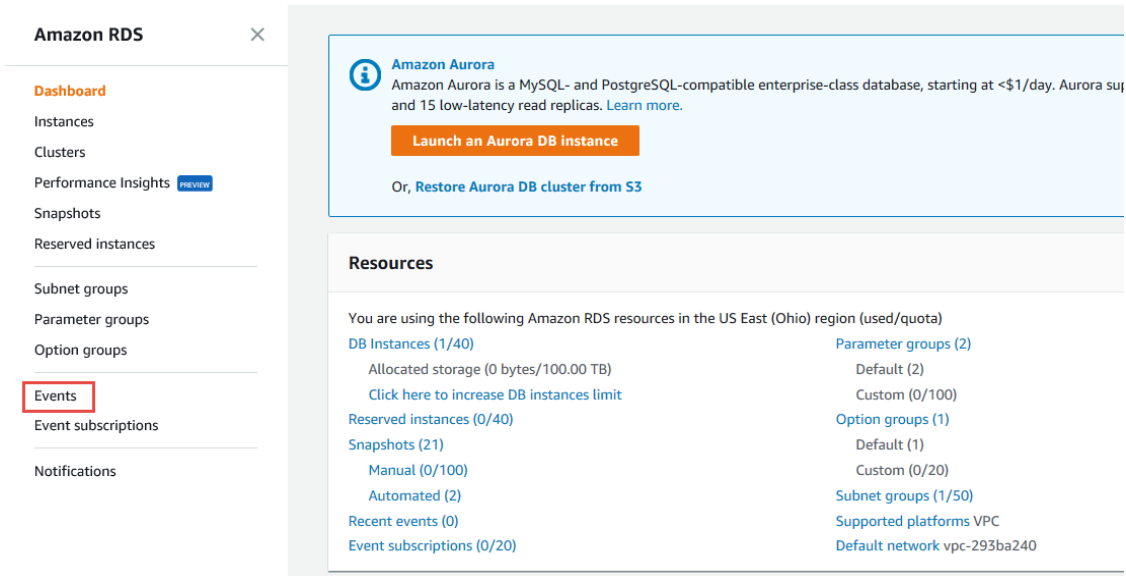 Amazon RDS
Dashboard
Instances
Clusters
Performance Insights PREVIEW
Snapshots
Reserved instances
Subnet groups
Parameter groups
Option groups
Events
Event subscriptions
Notifications
Amazon Aurora
Amazon Aurora is a MySQL- and PostgreSQL-compatible enterprise-class database, starting at <$1/day. Aurora sup
and 15 low-latency read replicas. Learn more.
Launch an Aurora DB instance
Or, Restore Aurora DB cluster from S3
Resources
You are using the following Amazon RDS resources in the US East (Ohio) region (used/quota)
DB Instances (1/40)
Allocated storage (0 bytes/100.00 TB)
Click here to increase DB instances limit
Reserved instances (0/40)
Snapshots (21)
Manual (0/100)
Automated (2)
Recent events (0)
Event subscriptions (0/20)
Parameter groups (2)
Default (2)
Custom (0/100)
Option groups (1)
Default (1)
Custom (0/20)
Subnet groups (1/50)
Supported platforms VPC
Default network vpc-293ba240